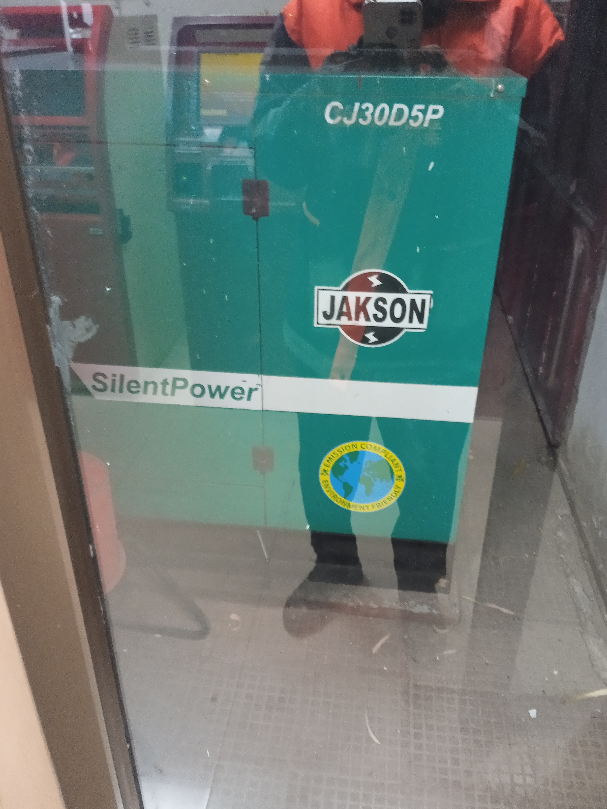 CJ30D5P
JAKSON
SilentPower
EMISSION COMPLIANT
ENVIRONMENT FRIENDLY